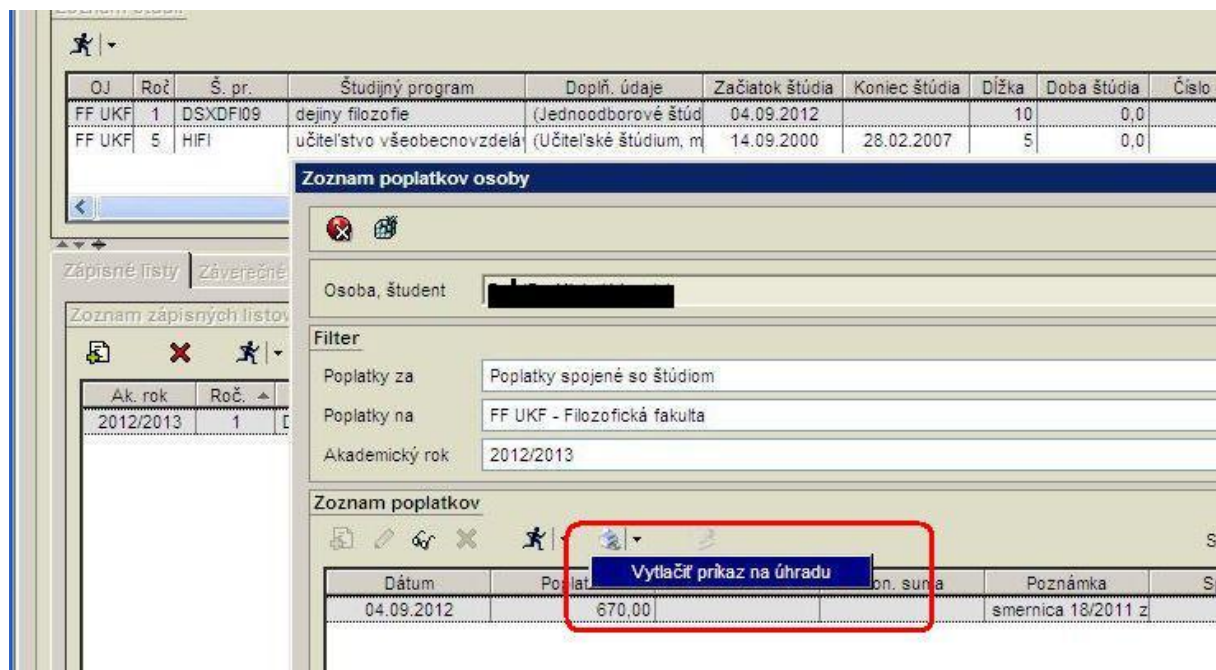 Zoznam štúdií
OJ Roč Š. pr. Študijný program Doplň. údaje Začiatok štúdia Koniec štúdia Dĺžka Doba štúdia Číslo
FF UKF 1 DSXDFI09 dejiny filozofie (Jednoodborové štúd 04.09.2012 10 0,0
FF UKF 5 HIFI učiteľstvo všeobecnovzdeláv (Učiteľské štúdium, m 14.09.2000 28.02.2007 5 0,0
Zoznam poplatkov osoby
Zápisné listy Záverečné
Osoba, študent
Zoznam zápisných listov
Filter
Poplatky za Poplatky spojené so štúdiom
Ak. rok Roč.
Poplatky na FF UKF - Filozofická fakulta
2012/2013 1 D
Akademický rok 2012/2013
Zoznam poplatkov
S
Vytlačiť príkaz na úhradu
Dátum Poplat on. suma Poznámka Sp
04.09.2012 670,00 smernica 18/2011 z